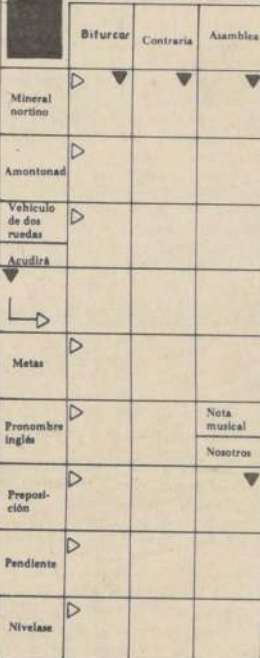 Bifurcar
Contraria
Asamblea
Mineral
nortino
Amontonad
Vehículo
de dos
ruedas
Acudirá
Metas
Pronombre
inglés
Nota
musical
Nosotros
Preposi-
ción
Pendiente
Nivelase